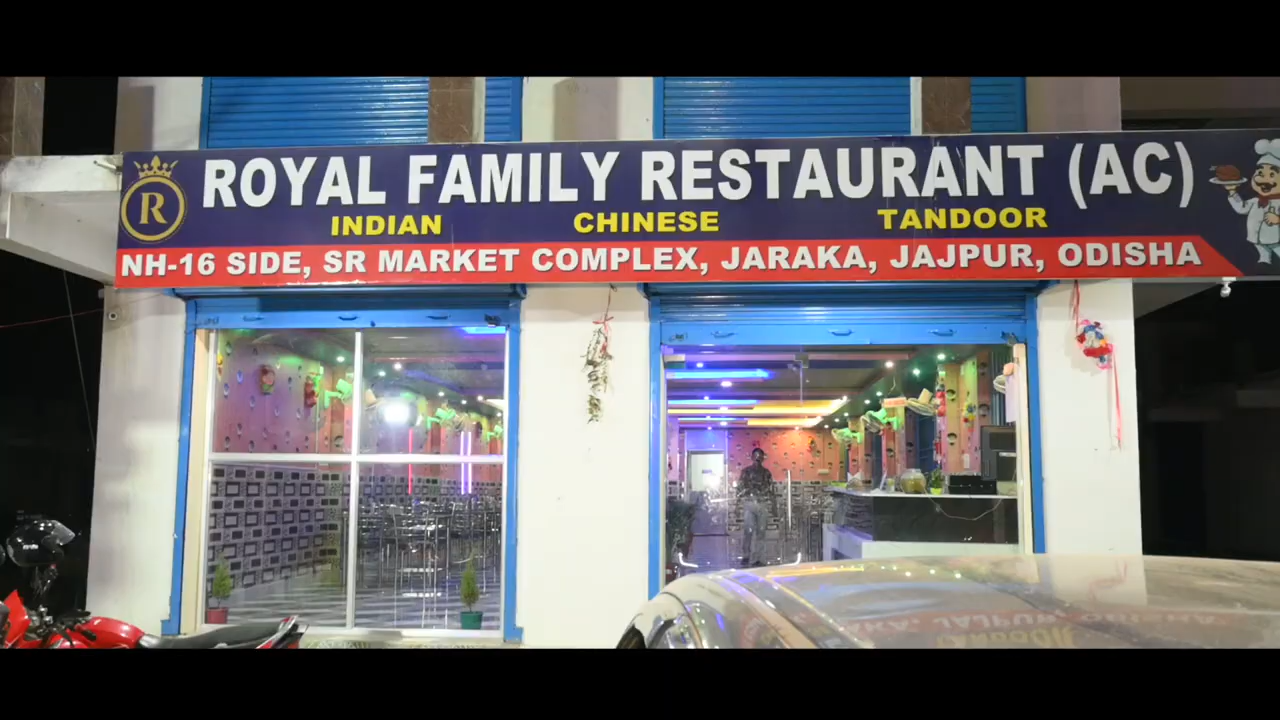 R
ROYAL FAMILY RESTAURANT (AC)
INDIAN CHINESE TANDOOR
NH-16 SIDE, SR MARKET COMPLEX, JARAKA, JAJPUR, ODISHA